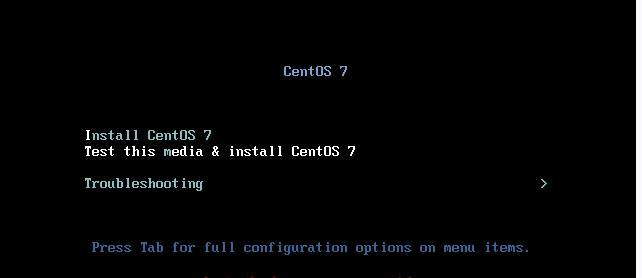 CentOS 7
Install CentOS 7
Test this media & install CentOS 7
Troubleshooting >
Press Tab for full configuration options on menu items.